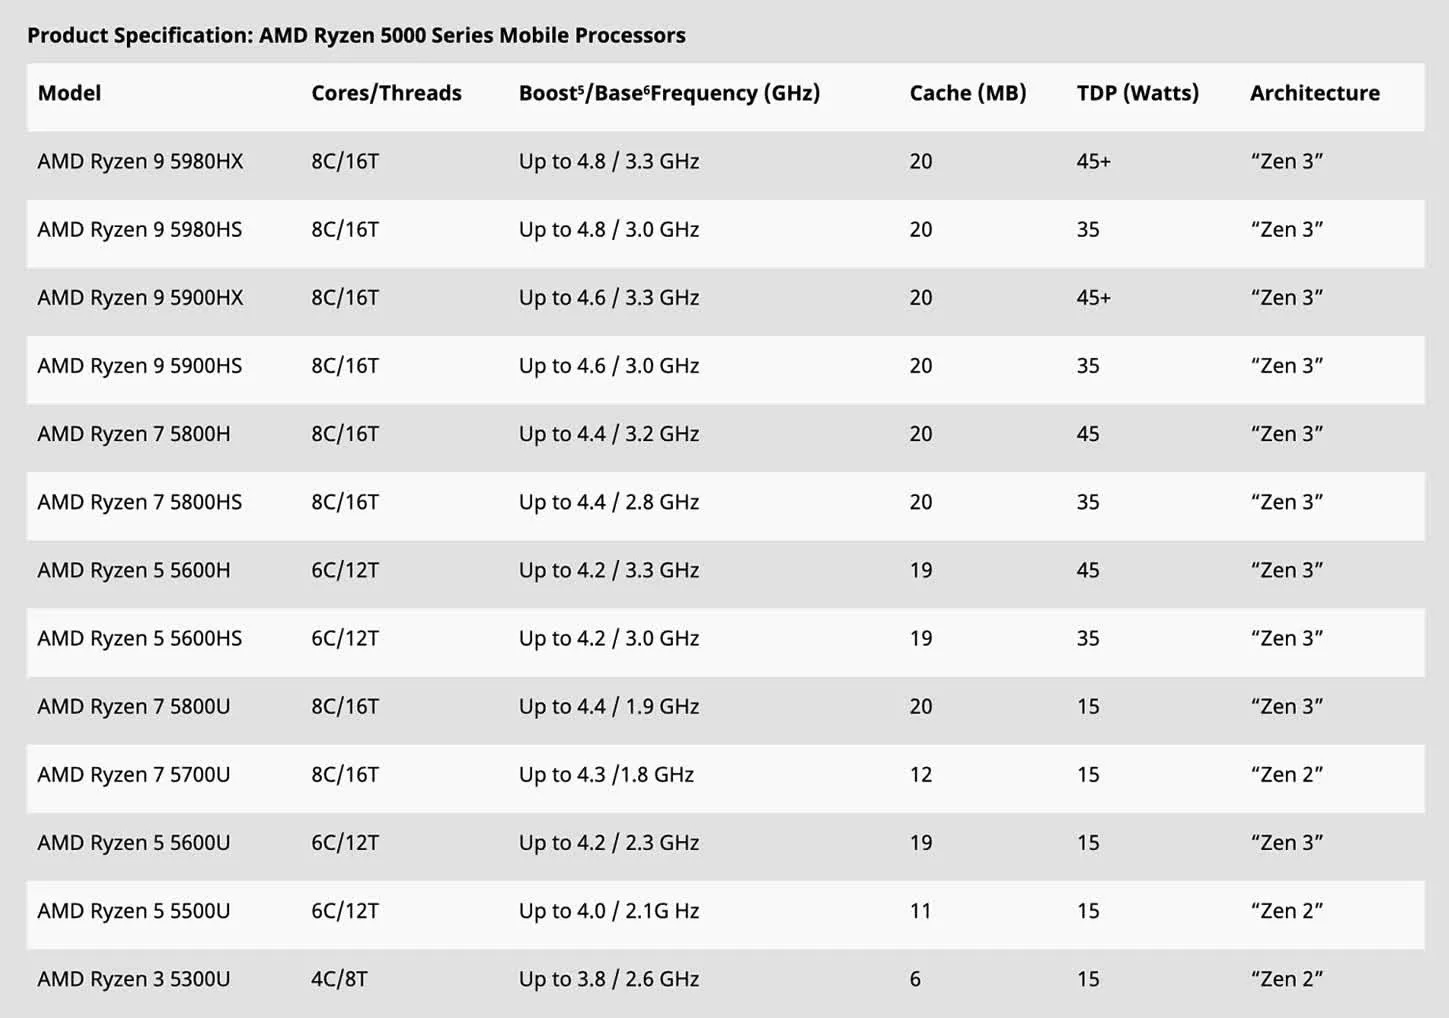 Product Specification: AMD Ryzen 5000 Series Mobile Processors
Model Cores/Threads Boost⁵/Base⁶Frequency (GHz) Cache (MB) TDP (Watts) Architecture
AMD Ryzen 9 5980HX 8C/16T Up to 4.8 / 3.3 GHz 20 45+ “Zen 3”
AMD Ryzen 9 5980HS 8C/16T Up to 4.8 / 3.0 GHz 20 35 “Zen 3”
AMD Ryzen 9 5900HX 8C/16T Up to 4.6 / 3.3 GHz 20 45+ “Zen 3”
AMD Ryzen 9 5900HS 8C/16T Up to 4.6 / 3.0 GHz 20 35 “Zen 3”
AMD Ryzen 7 5800H 8C/16T Up to 4.4 / 3.2 GHz 20 45 “Zen 3”
AMD Ryzen 7 5800HS 8C/16T Up to 4.4 / 2.8 GHz 20 35 “Zen 3”
AMD Ryzen 5 5600H 6C/12T Up to 4.2 / 3.3 GHz 19 45 “Zen 3”
AMD Ryzen 5 5600HS 6C/12T Up to 4.2 / 3.0 GHz 19 35 “Zen 3”
AMD Ryzen 7 5800U 8C/16T Up to 4.4 / 1.9 GHz 20 15 “Zen 3”
AMD Ryzen 7 5700U 8C/16T Up to 4.3 /1.8 GHz 12 15 “Zen 2”
AMD Ryzen 5 5600U 6C/12T Up to 4.2 / 2.3 GHz 19 15 “Zen 3”
AMD Ryzen 5 5500U 6C/12T Up to 4.0 / 2.1G Hz 11 15 “Zen 2”
AMD Ryzen 3 5300U 4C/8T Up to 3.8 / 2.6 GHz 6 15 “Zen 2”